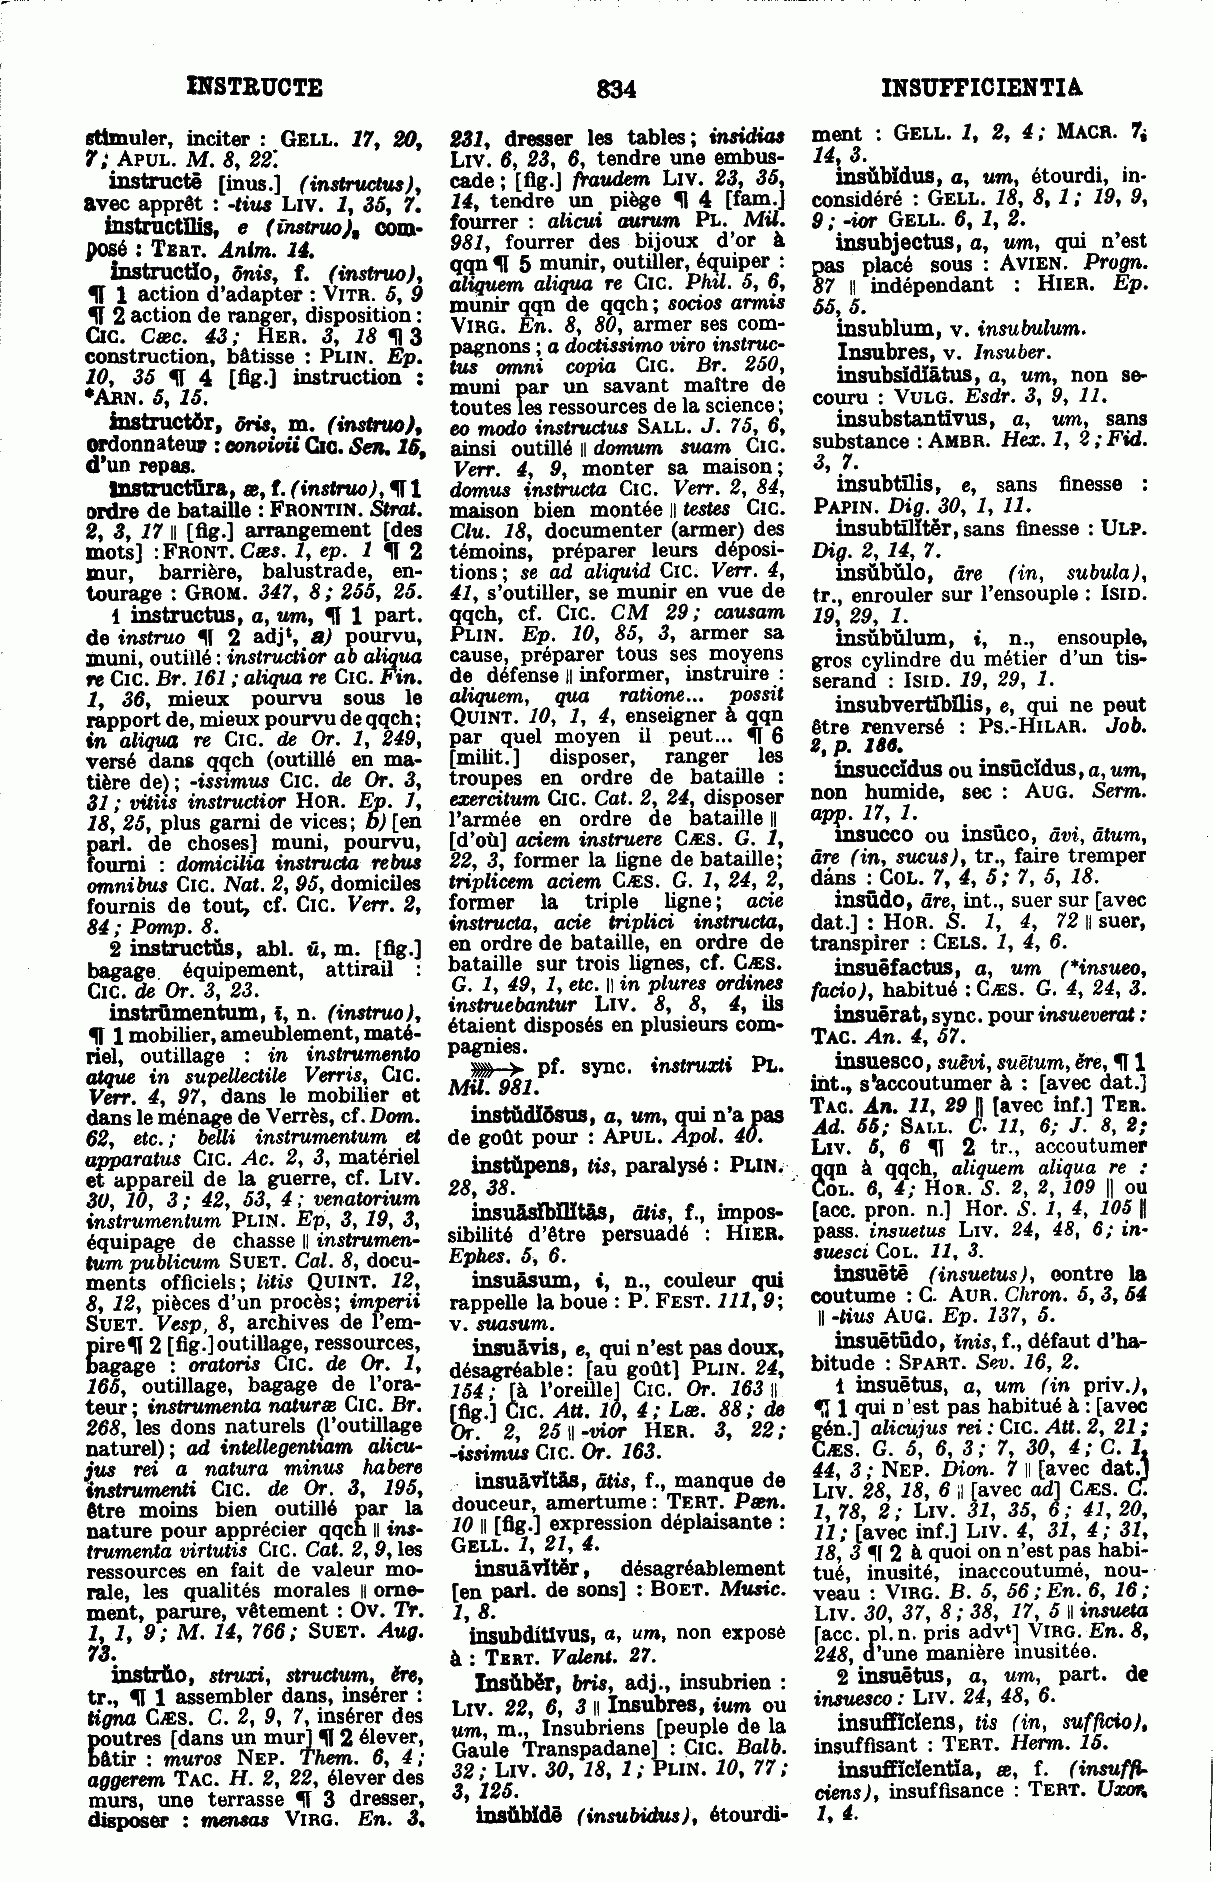 INSTRUCTE
834
INSUFFICIENTIA
stimuler, inciter : GELL. 17, 20,
7 ; APUL. M. 8, 22.
instructē [inus.] (instructus),
avec apprêt : -tius LIV. 1, 35, 7.
instructĭlis, e (instruo), com-
posé : TERT. Anim. 14.
instructĭo, ōnis, f. (instruo),
¶ 1 action d'adapter : VITR. 5, 9
¶ 2 action de ranger, disposition :
CIC. Cæc. 43 ; HER. 3, 18 ¶ 3
construction, bâtisse : PLIN. Ep.
10, 35 ¶ 4 [fig.] instruction :
*ARN. 5, 15.
instructŏr, ōris, m. (instruo),
ordonnateur : convivii CIC. Sen. 15,
d'un repas.
instructūra, æ, f. (instruo), ¶ 1
ordre de bataille : FRONTIN. Strat.
2, 3, 17 || [fig.] arrangement [des
mots] : FRONT. Cæs. 1, ep. 1 ¶ 2
mur, barrière, balustrade, en-
tourage : GROM. 347, 8 ; 255, 25.
1 instructus, a, um, ¶ 1 part.
de instruo ¶ 2 adjt, a) pourvu,
muni, outillé : instructior ab aliqua
re CIC. Br. 161 ; aliqua re CIC. Fin.
1, 36, mieux pourvu sous le
rapport de, mieux pourvu de qqch ;
in aliqua re CIC. de Or. 1, 249,
versé dans qqch (outillé en ma-
tière de) ; -issimus CIC. de Or. 3,
31 ; vitiis instructior HOR. Ep. 1,
18, 25, plus garni de vices ; b) [en
parl. de choses] muni, pourvu,
fourni : domicilia instructa rebus
omnibus CIC. Nat. 2, 95, domiciles
fournis de tout, cf. CIC. Verr. 2,
84 ; Pomp. 8.
2 instructŭs, abl. ū, m. [fig.]
bagage, équipement, attirail :
CIC. de Or. 3, 23.
instrūmentum, ī, n. (instruo),
¶ 1 mobilier, ameublement, maté-
riel, outillage : in instrumento
atque in supellectile Verris, CIC.
Verr. 4, 97, dans le mobilier et
dans le ménage de Verrès, cf. Dom.
62, etc. ; belli instrumentum et
apparatus CIC. Ac. 2, 3, matériel
et appareil de la guerre, cf. LIV.
30, 10, 3 ; 42, 53, 4 ; venatorium
instrumentum PLIN. Ep, 3, 19, 3,
équipage de chasse || instrumen-
tum publicum SUET. Cal. 8, docu-
ments officiels ; litis QUINT. 12,
8, 12, pièces d'un procès ; imperii
SUET. Vesp, 8, archives de l'em-
pire ¶ 2 [fig.] outillage, ressources,
bagage : oratoris CIC. de Or. 1,
165, outillage, bagage de l'ora-
teur ; instrumenta naturæ CIC. Br.
268, les dons naturels (l'outillage
naturel) ; ad intellegentiam alicu-
jus rei a natura minus habere
instrumenti CIC. de Or. 3, 195,
être moins bien outillé par la
nature pour apprécier qqch || ins-
trumenta virtutis CIC. Cat. 2, 9, les
ressources en fait de valeur mo-
rale, les qualités morales || orne-
ment, parure, vêtement : OV. Tr.
1, 1, 9 ; M. 14, 766 ; SUET. Aug.
73.
instrŭo, struxi, structum, ĕre,
tr., ¶ 1 assembler dans, insérer :
tigna CÆS. C. 2, 9, 7, insérer des
poutres [dans un mur] ¶ 2 élever,
bâtir : muros NEP. Them. 6, 4 ;
aggerem TAC. H. 2, 22, élever des
murs, une terrasse ¶ 3 dresser,
disposer : mensas VIRG. En. 3,
231, dresser les tables ; insidias
LIV. 6, 23, 6, tendre une embus-
cade ; [fig.] fraudem LIV. 23, 35,
14, tendre un piège ¶ 4 [fam.]
fourrer : alicui aurum PL. Mil.
981, fourrer des bijoux d'or à
qqn ¶ 5 munir, outiller, équiper :
aliquem aliqua re CIC. Phil. 5, 6,
munir qqn de qqch ; socios armis
VIRG. En. 8, 80, armer ses com-
pagnons ; a doctissimo viro instruc-
tus omni copia CIC. Br. 250,
muni par un savant maître de
toutes les ressources de la science ;
eo modo instructus SALL. J. 75, 6,
ainsi outillé || domum suam CIC.
Verr. 4, 9, monter sa maison ;
domus instructa CIC. Verr. 2, 84,
maison bien montée || testes CIC.
Clu. 18, documenter (armer) des
témoins, préparer leurs déposi-
tions ; se ad aliquid CIC. Verr. 4,
41, s'outiller, se munir en vue de
qqch, cf. CIC. CM 29 ; causam
PLIN. Ep. 10, 85, 3, armer sa
cause, préparer tous ses moyens
de défense || informer, instruire :
aliquem, qua ratione... possit
QUINT. 10, 1, 4, enseigner à qqn
par quel moyen il peut... ¶ 6
[milit.] disposer, ranger les
troupes en ordre de bataille :
exercitum CIC. Cat. 2, 24, disposer
l'armée en ordre de bataille ||
[d'où] aciem instruere CÆS. G. 1,
22, 3, former la ligne de bataille ;
triplicem aciem CÆS. G. 1, 24, 2,
former la triple ligne ; acie
instructa, acie triplici instructa,
en ordre de bataille, en ordre de
bataille sur trois lignes, cf. CÆS.
G. 1, 49, 1, etc. || in plures ordines
instruebantur LIV. 8, 8, 4, ils
étaient disposés en plusieurs com-
pagnies.
⟶ pf. sync. instruxti PL.
Mil. 981.
instŭdĭōsus, a, um, qui n'a pas
de goût pour : APUL. Apol. 40.
instŭpens, tis, paralysé : PLIN.
28, 38.
insuāsĭbĭlĭtās, ātis, f., impos-
sibilité d'être persuadé : HIER.
Ephes. 5, 6.
insuāsum, i, n., couleur qui
rappelle la boue : P. FEST. 111, 9 ;
v. suasum.
insuāvis, e, qui n'est pas doux,
désagréable : [au goût] PLIN. 24,
154 ; [à l'oreille] CIC. Or. 163 ||
[fig.] CIC. Att. 10, 4 ; Læ. 88 ; de
Or. 2, 25 || -vior HER. 3, 22 ;
-issimus CIC. Or. 163.
insuāvĭtās, ātis, f., manque de
douceur, amertume : TERT. Pæn.
10 || [fig.] expression déplaisante :
GELL. 1, 21, 4.
insuāvĭtĕr, désagréablement
[en parl. de sons] : BOET. Music.
1, 8.
insubdĭtīvus, a, um, non exposé
à : TERT. Valent. 27.
Insŭbĕr, bris, adj., insubrien :
LIV. 22, 6, 3 || Insubres, ium ou
um, m., Insubriens [peuple de la
Gaule Transpadane] : CIC. Balb.
32 ; LIV. 30, 18, 1 ; PLIN. 10, 77 ;
3, 125.
insŭbĭdē (insubidus), étourdi-
ment : GELL. 1, 2, 4 ; MACR. 7,
14, 3.
insŭbĭdus, a, um, étourdi, in-
considéré : GELL. 18, 8, 1 ; 19, 9,
9 ; -ior GELL. 6, 1, 2.
insubjectus, a, um, qui n'est
pas placé sous : AVIEN. Progn.
87 || indépendant : HIER. Ep.
55, 5.
insublum, v. insubulum.
Insubres, v. Insuber.
insubsĭdĭātus, a, um, non se-
couru : VULG. Esdr. 3, 9, 11.
insubstantīvus, a, um, sans
substance : AMBR. Hex. 1, 2 ; Fid.
3, 7.
insubtīlis, e, sans finesse :
PAPIN. Dig. 30, 1, 11.
insubtīlĭtĕr, sans finesse : ULP.
Dig. 2, 14, 7.
insŭbŭlo, āre (in, subula),
tr., enrouler sur l'ensouple : ISID.
19, 29, 1.
insŭbŭlum, i, n., ensouple,
gros cylindre du métier d'un tis-
serand : ISID. 19, 29, 1.
insubvertĭbĭlis, e, qui ne peut
être renversé : PS.-HILAR. Job.
2, p. 186.
insuccĭdus ou insūcĭdus, a, um,
non humide, sec : AUG. Serm.
app. 17, 1.
insucco ou insūco, āvi, ātum,
āre (in, sucus), tr., faire tremper
dans : COL. 7, 4, 5 ; 7, 5, 18.
insūdo, āre, int., suer sur [avec
dat.] : HOR. S. 1, 4, 72 || suer,
transpirer : CELS. 1, 4, 6.
insuēfactus, a, um (*insueo,
facio), habitué : CÆS. G. 4, 24, 3.
insuērat, sync. pour insueverat :
TAC. An. 4, 57.
insuesco, suēvi, suētum, ĕre, ¶ 1
int., s'accoutumer à : [avec dat.]
TAC. An. 11, 29 || [avec inf.] TER.
Ad. 55 ; SALL. C. 11, 6 ; J. 8, 2 ;
LIV. 5, 6 ¶ 2 tr., accoutumer
qqn à qqch, aliquem aliqua re :
COL. 6, 4 ; HOR. S. 2, 2, 109 || ou
[acc. pron. n.] Hor. S. 1, 4, 105 ||
pass. insuetus LIV. 24, 48, 6 ; in-
suesci COL. 11, 3.
insuētē (insuetus), contre la
coutume : C. AUR. Chron. 5, 3, 54
|| -tius AUG. Ep. 137, 5.
insuētūdo, ĭnis, f., défaut d'ha-
bitude : SPART. Sev. 16, 2.
1 insuētus, a, um (in priv.),
¶ 1 qui n'est pas habitué à : [avec
gén.] alicujus rei : CIC. Att. 2, 21 ;
CÆS. G. 5, 6, 3 ; 7, 30, 4 ; C. 1,
44, 3 ; NEP. Dion. 7 || [avec dat.]
LIV. 28, 18, 6 || [avec ad] CÆS. C.
1, 78, 2 ; LIV. 31, 35, 6 ; 41, 20,
11 ; [avec inf.] LIV. 4, 31, 4 ; 31,
18, 3 ¶ 2 à quoi on n'est pas habi-
tué, inusité, inaccoutumé, nou-
veau : VIRG. B. 5, 56 ; En. 6, 16 ;
LIV. 30, 37, 8 ; 38, 17, 5 || insueta
[acc. pl. n. pris advt] VIRG. En. 8,
248, d'une manière inusitée.
2 insuētus, a, um, part. de
insuesco : LIV. 24, 48, 6.
insuffĭcĭens, tis (in, sufficio),
insuffisant : TERT. Herm. 15.
insuffĭcĭentĭa, æ, f. (insuffi-
ciens), insuffisance : TERT. Uxor.
1, 4.